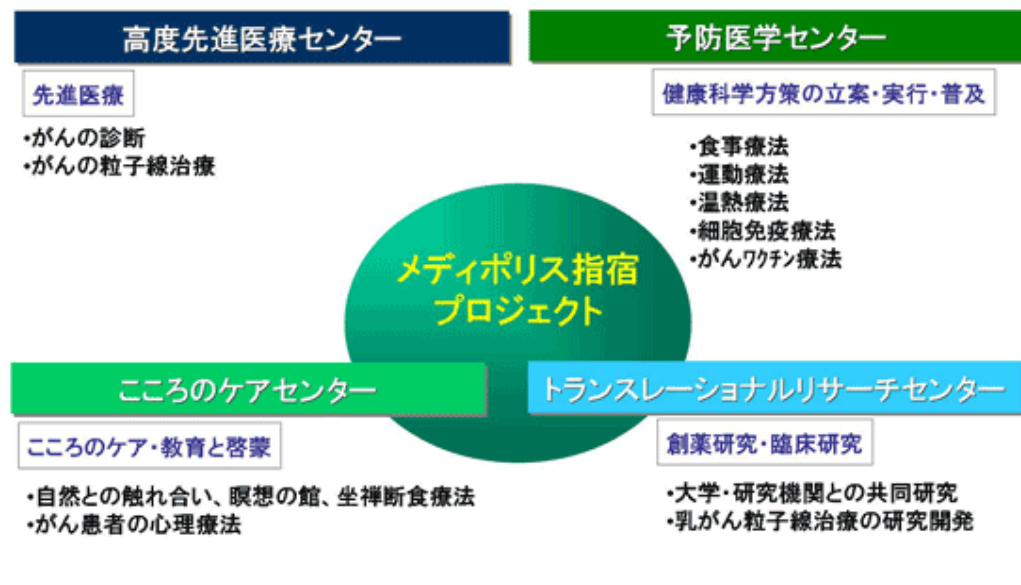 高度先進医療センター
先進医療
・がんの診断
・がんの粒子線治療
予防医学センター
健康科学方策の立案・実行・普及
・食事療法
・運動療法
・温熱療法
・細胞免疫療法
・がんワクチン療法
メディポリス指宿
プロジェクト
こころのケアセンター
こころのケア・教育と啓蒙
・自然との触れ合い、瞑想の館、坐禅断食療法
・がん患者の心理療法
トランスレーショナルリサーチセンター
創薬研究・臨床研究
・大学・研究機関との共同研究
・乳がん粒子線治療の研究開発